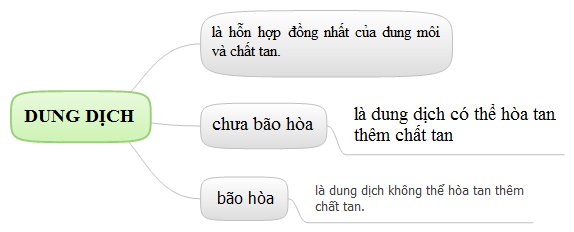 là hỗn hợp đồng nhất của dung môi
và chất tan.
DUNG DỊCH
chưa bão hòa
là dung dịch có thể hòa tan
thêm chất tan
bão hòa
là dung dịch không thể hòa tan thêm
chất tan.